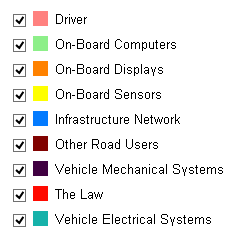 Driver
On-Board Computers
On-Board Displays
On-Board Sensors
Infrastructure Network
Other Road Users
Vehicle Mechanical Systems
The Law
Vehicle Electrical Systems